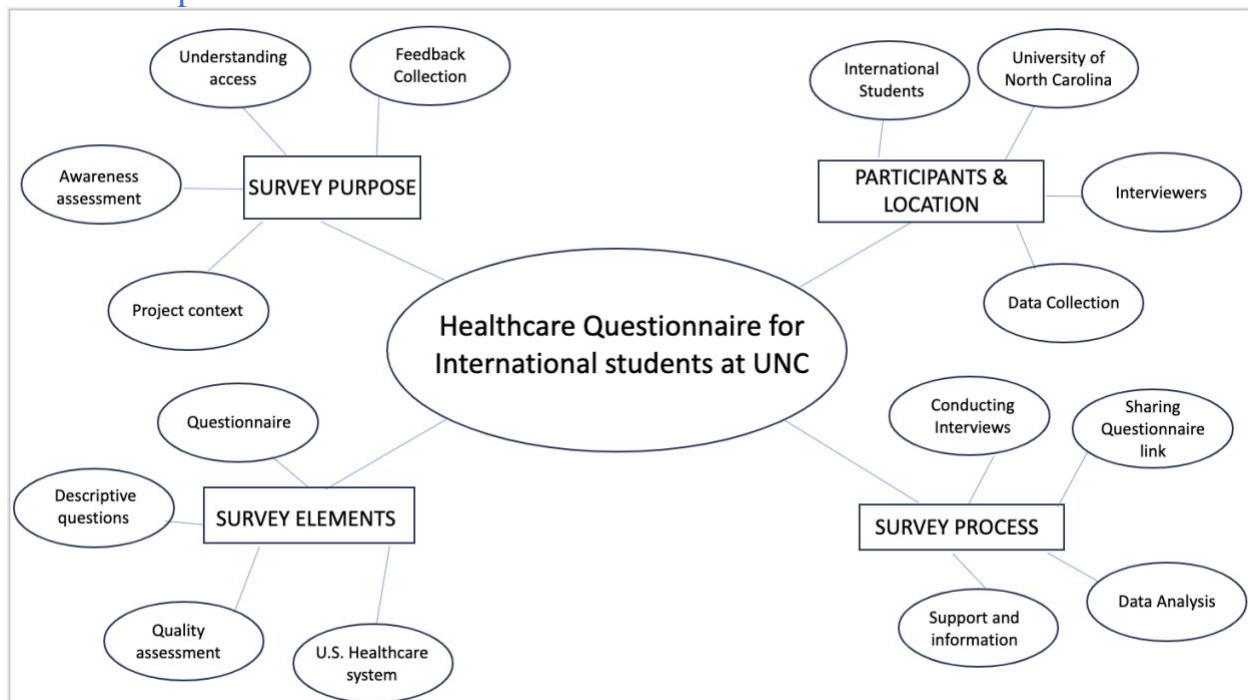 Understanding
access
Feedback
Collection
Awareness
assessment
SURVEY PURPOSE
Project context
International
Students
University of
North Carolina
PARTICIPANTS &
LOCATION
Interviewers
Data Collection
Healthcare Questionnaire for
International students at UNC
Questionnaire
Descriptive
questions
SURVEY ELEMENTS
Quality
assessment
U.S. Healthcare
system
Conducting
Interviews
Sharing
Questionnaire
link
SURVEY PROCESS
Support and
information
Data Analysis